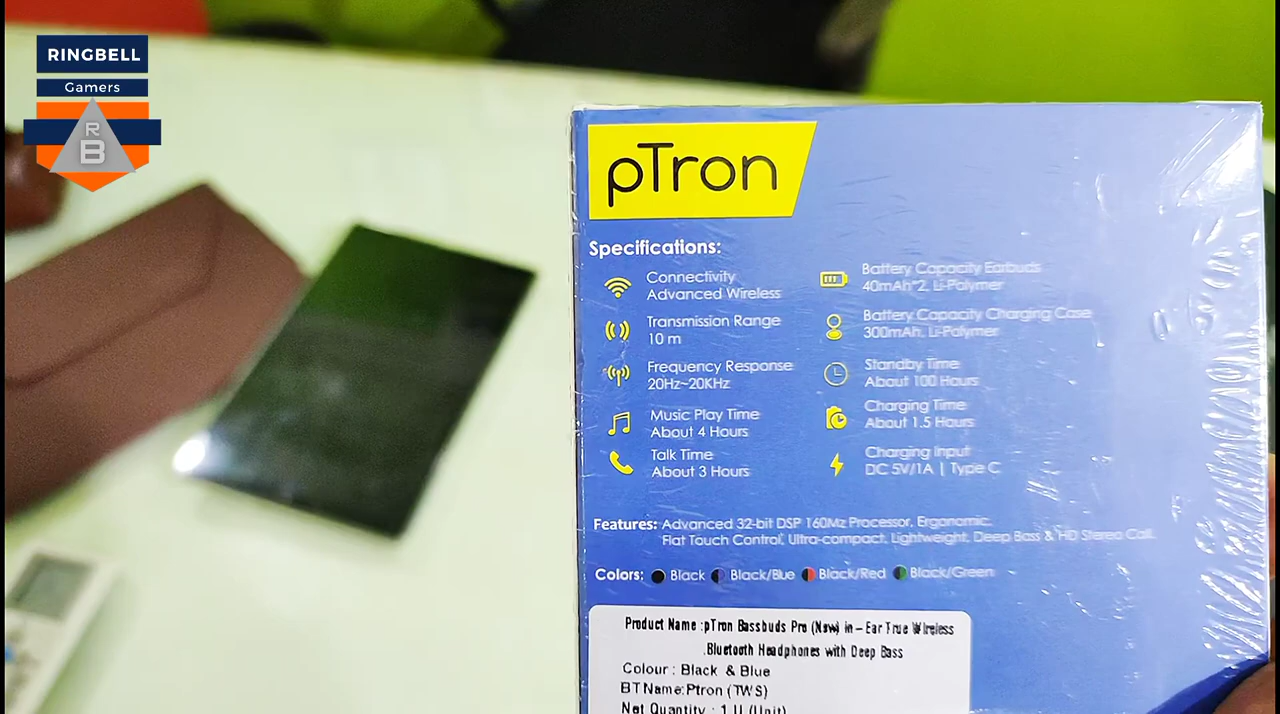 RINGBELL
Gamers
R
B
pTron
Specifications:
Connectivity
Advanced Wireless
Transmission Range
10 m
Frequency Response
20Hz~20KHz
Music Play Time
About 4 Hours
Talk Time
About 3 Hours
Battery Capacity Earbuds
40mAh*2, Li-Polymer
Battery Capacity Charging Case
300mAh, Li-Polymer
Standby Time
About 100 Hours
Charging Time
About 1.5 Hours
Charging Input
DC 5V/1A | Type C
Features: Advanced 32-bit DSP 160Mz Processor, Ergonomic,
Flat Touch Control, Ultra-compact, Lightweight, Deep Bass & HD Stereo Call.
Colors: Black Black/Blue Black/Red Black/Green
Product Name :pTron Bassbuds Pro (New) in-Ear True Wireless
Bluetooth Headphones with Deep Bass
Colour : Black & Blue
BT Name:Ptron (TWS)
Net Quantity : 1 U (Unit)